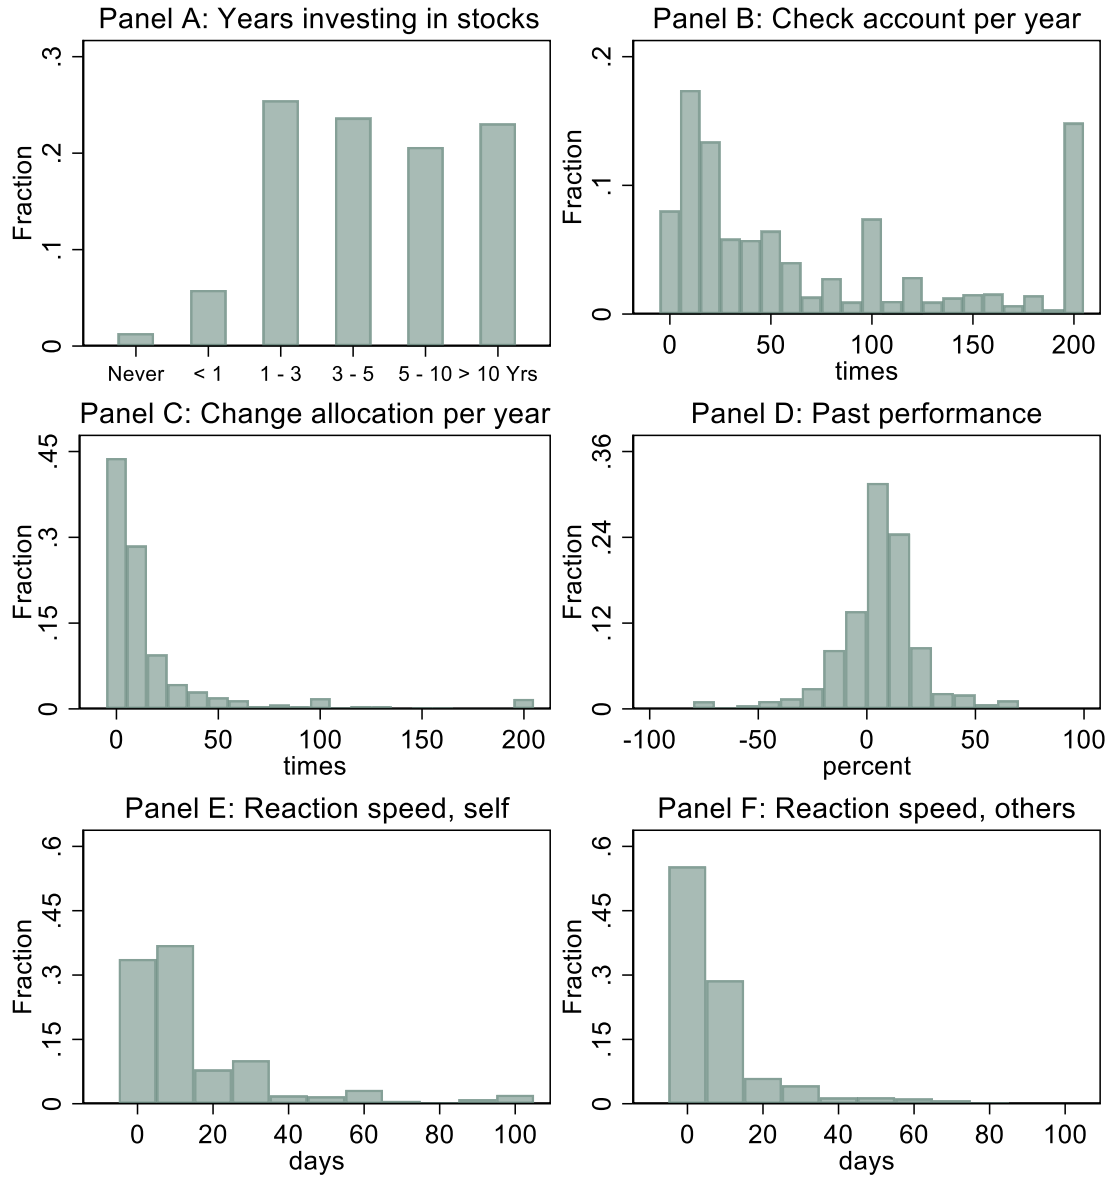 Panel A: Years investing in stocks
Fraction
.3
.2
.1
0
Never < 1 1 - 3 3 - 5 5 - 10 > 10 Yrs
Panel B: Check account per year
Fraction
.2
.1
0
0 50 100 150 200
times
Panel C: Change allocation per year
Fraction
.45
.3
.15
0
0 50 100 150 200
times
Panel D: Past performance
Fraction
.36
.24
.12
0
-100 -50 0 50 100
percent
Panel E: Reaction speed, self
Fraction
.6
.45
.3
.15
0
0 20 40 60 80 100
days
Panel F: Reaction speed, others
Fraction
.6
.45
.3
.15
0
0 20 40 60 80 100
days